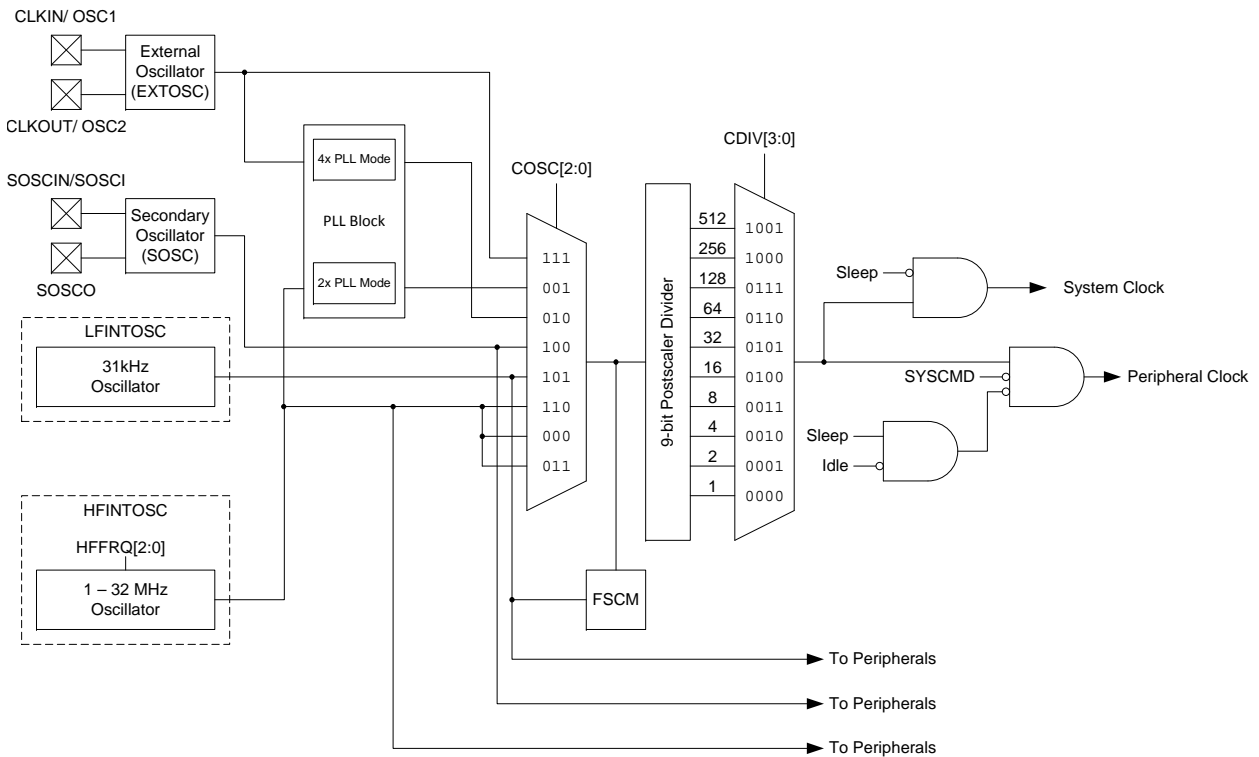 CLKIN/ OSC1
External
Oscillator
(EXTOSC)
CLKOUT/ OSC2
SOSCIN/SOSCI
Secondary
Oscillator
(SOSC)
SOSCO
LFINTOSC
31kHz
Oscillator
HFINTOSC
HFFRQ[2:0]
1 – 32 MHz
Oscillator
4x PLL Mode
PLL Block
2x PLL Mode
COSC[2:0]
111
001
010
100
101
110
000
011
FSCM
9-bit Postscaler Divider
512
256
128
64
32
16
8
4
2
1
CDIV[3:0]
1001
1000
0111
0110
0101
0100
0011
0010
0001
0000
Sleep
System Clock
SYSCMD
Peripheral Clock
Sleep
Idle
To Peripherals
To Peripherals
To Peripherals